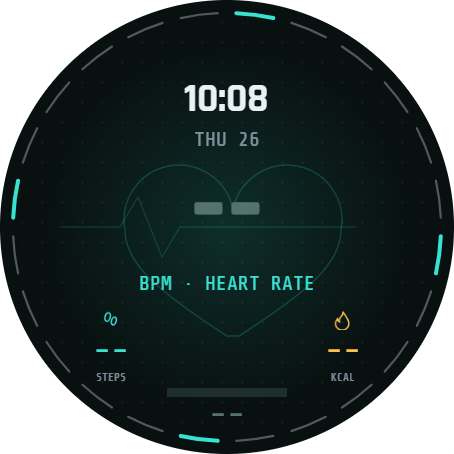 10:08
THU 26
--
BPM · HEART RATE
-- --
STEPS KCAL
--